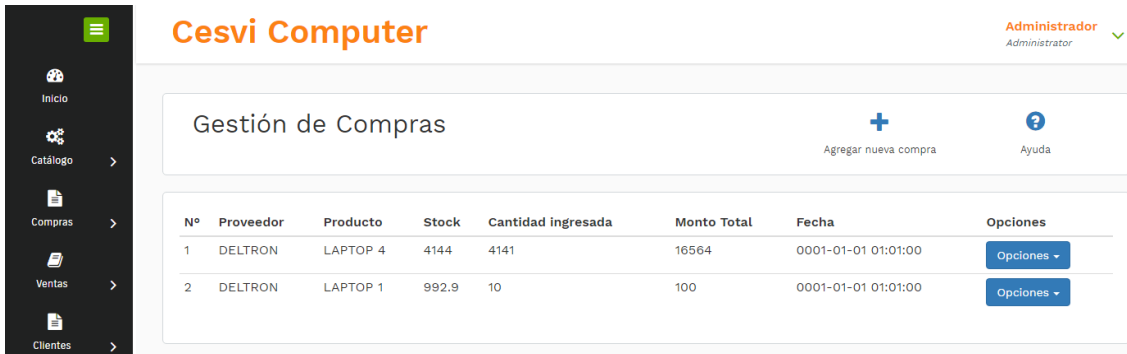 Cesvi Computer
Administrador
Administrator
Inicio
Catálogo
Compras
Ventas
Clientes
Gestión de Compras
Agregar nueva compra
Ayuda
N° Proveedor Producto Stock Cantidad ingresada Monto Total Fecha Opciones
1 DELTRON LAPTOP 4 4144 4141 16564 0001-01-01 01:01:00 Opciones
2 DELTRON LAPTOP 1 992.9 10 100 0001-01-01 01:01:00 Opciones